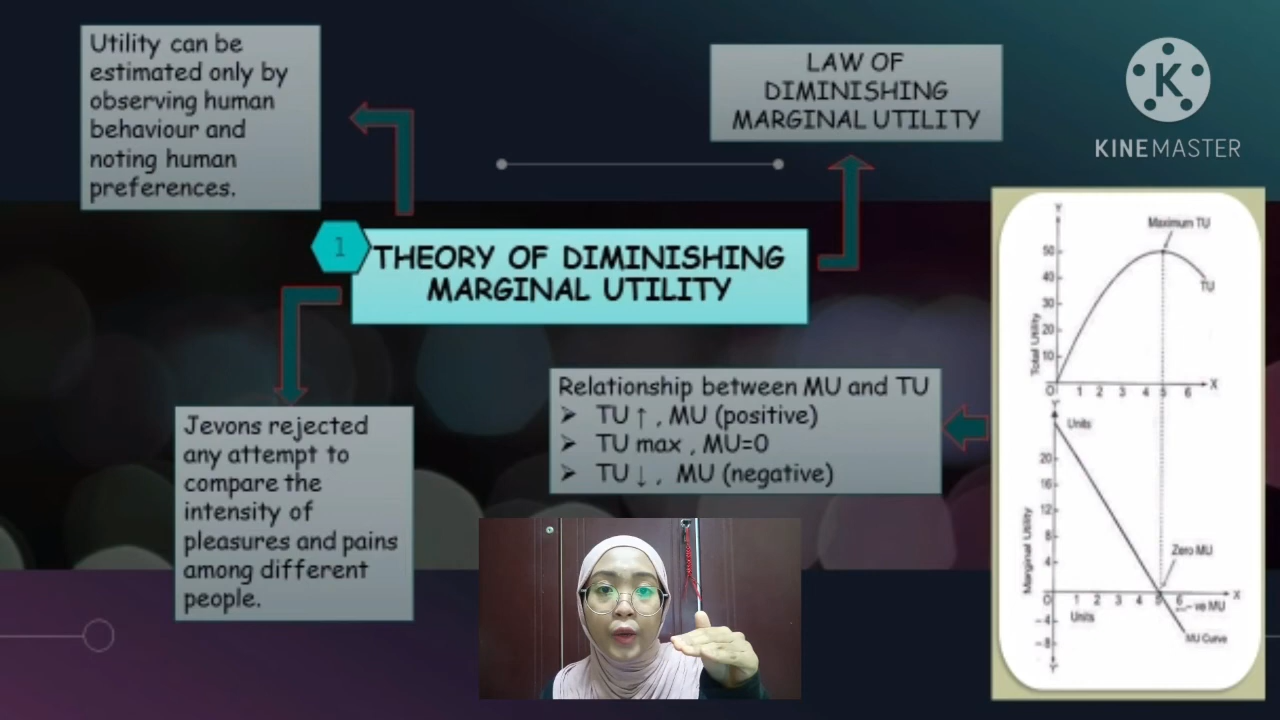 Utility can be
estimated only by
observing human
behaviour and
noting human
preferences.
LAW OF
DIMINISHING
MARGINAL UTILITY
K
KINEMASTER
1
THEORY OF DIMINISHING
MARGINAL UTILITY
Jevons rejected
any attempt to
compare the
intensity of
pleasures and pains
among different
people.
Relationship between MU and TU
➢ TU ↑ , MU (positive)
➢ TU max , MU=0
➢ TU ↓ , MU (negative)
Y
Maximum TU
50
40
TU
30
20
10
Total Utility
0 1 2 3 4 5 6 X
Y
Units
20
16
12
8
4
Marginal Utility
Zero MU
0 1 2 3 4 5 6 X
-ve MU
Units
-4
-8
MU Curve
Y